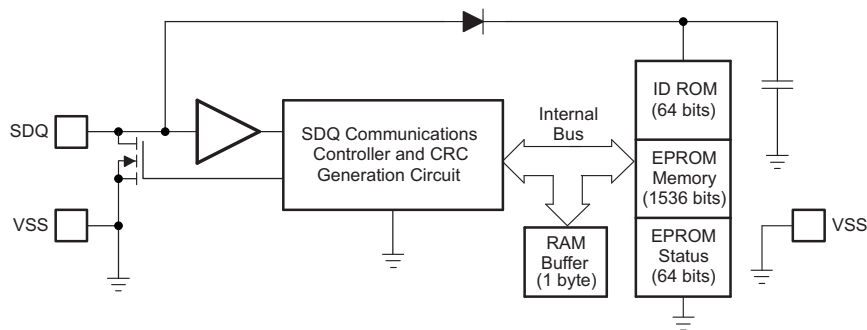 SDQ
VSS
SDQ Communications
Controller and CRC
Generation Circuit
Internal
Bus
RAM
Buffer
(1 byte)
ID ROM
(64 bits)
EPROM
Memory
(1536 bits)
EPROM
Status
(64 bits)
VSS